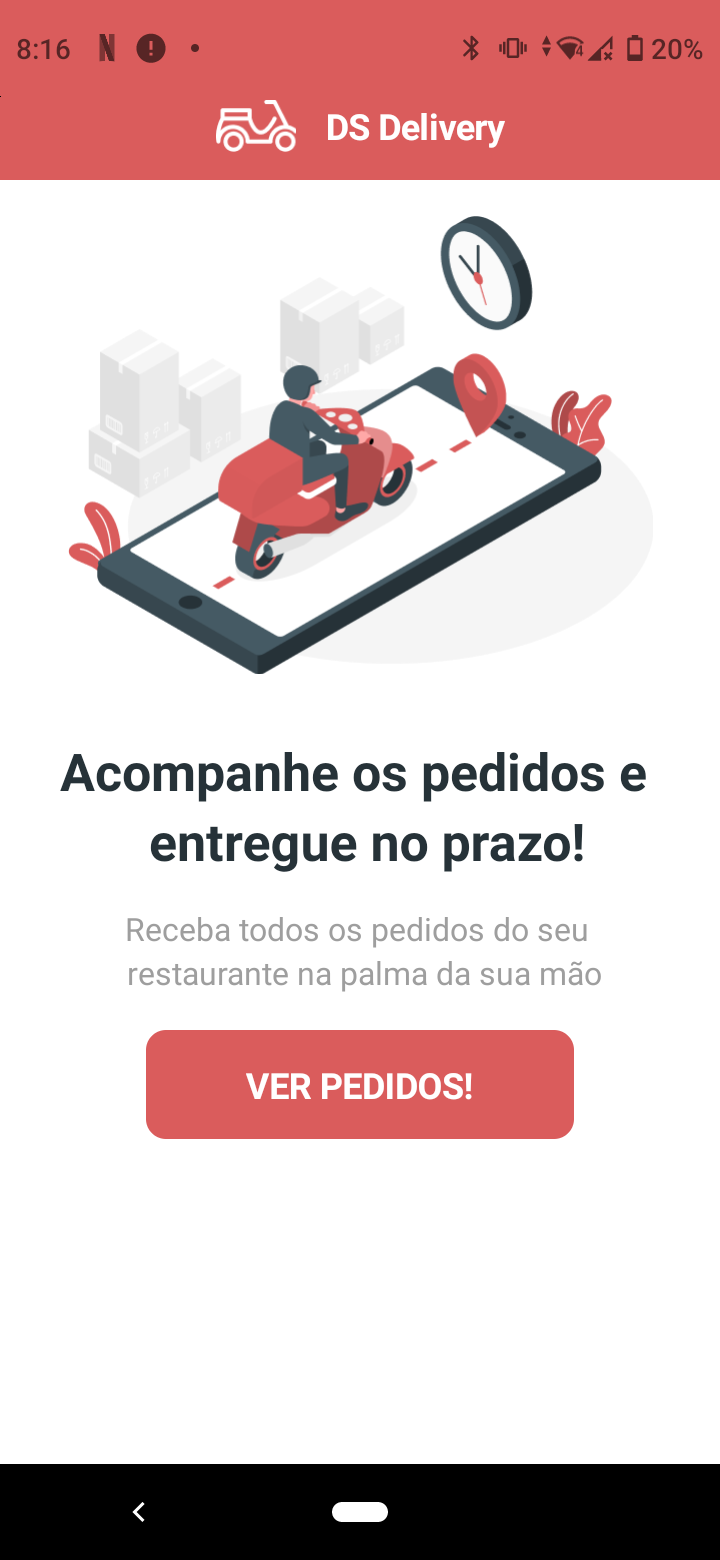 8:16 N ! 4 20%
DS Delivery
Acompanhe os pedidos e
entregue no prazo!
Receba todos os pedidos do seu
restaurante na palma da sua mão
VER PEDIDOS!